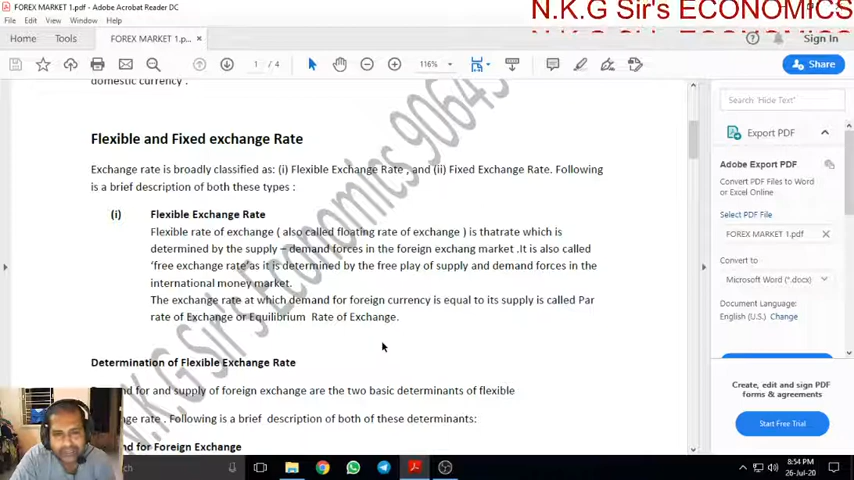 FOREX MARKET 1.pdf - Adobe Acrobat Reader DC
File Edit View Window Help
N.K.G Sir's ECONOMICS
Home Tools FOREX MARKET 1.p... × Sign In
1 / 4 116% Share
domestic currency .
Flexible and Fixed exchange Rate
Exchange rate is broadly classified as: (i) Flexible Exchange Rate , and (ii) Fixed Exchange Rate. Following
is a brief description of both these types :
(i) Flexible Exchange Rate
Flexible rate of exchange ( also called floating rate of exchange ) is thatrate which is
determined by the supply – demand forces in the foreign exchang market .It is also called
‘free exchange rate’as it is determined by the free play of supply and demand forces in the
international money market.
The exchange rate at which demand for foreign currency is equal to its supply is called Par
rate of Exchange or Equilibrium Rate of Exchange.
Determination of Flexible Exchange Rate
nd for and supply of foreign exchange are the two basic determinants of flexible
ge rate . Following is a brief description of both of these determinants:
nd for Foreign Exchange
N.K.G Sir's Economics 90645
Search 'Hide Text'
Export PDF
Adobe Export PDF
Convert PDF Files to Word
or Excel Online
Select PDF File
FOREX MARKET 1.pdf
Convert to
Microsoft Word (*.docx)
Document Language:
English (U.S.) Change
Create, edit and sign PDF
forms & agreements
Start Free Trial
8:54 PM
26-Jul-20